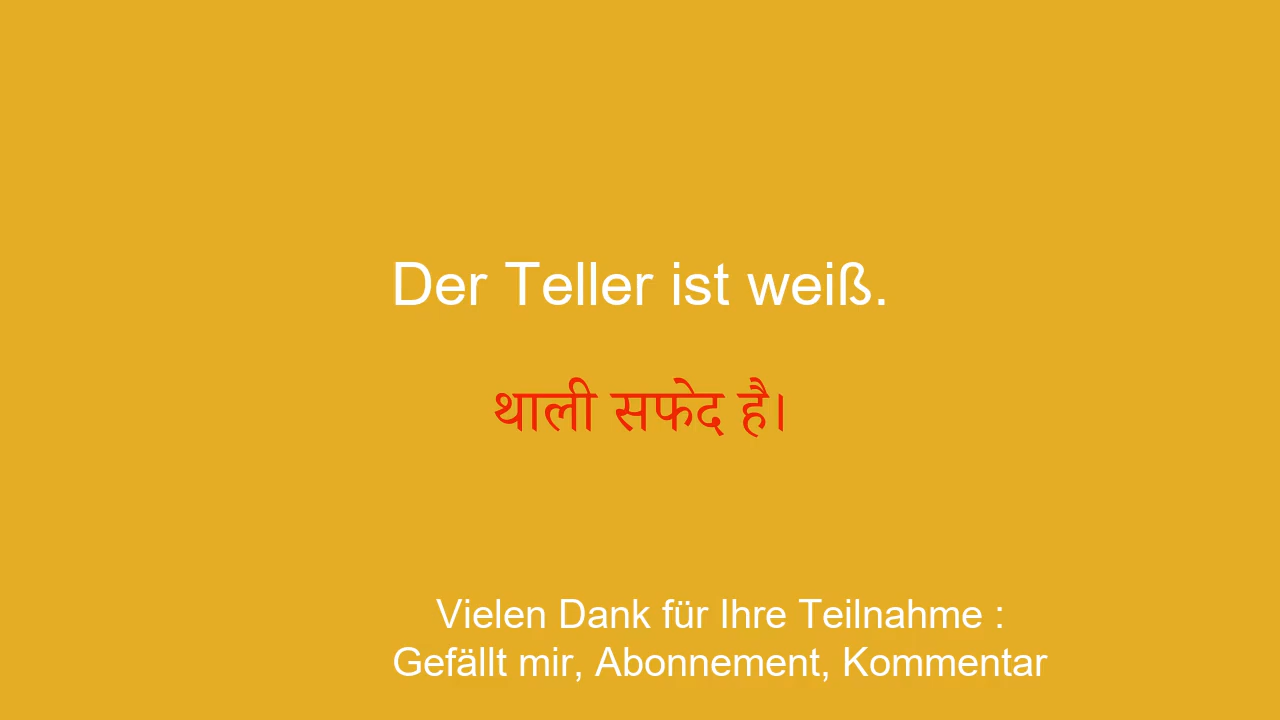 Der Teller ist weiß.
थाली सफेद है।
Vielen Dank für Ihre Teilnahme :
Gefällt mir, Abonnement, Kommentar